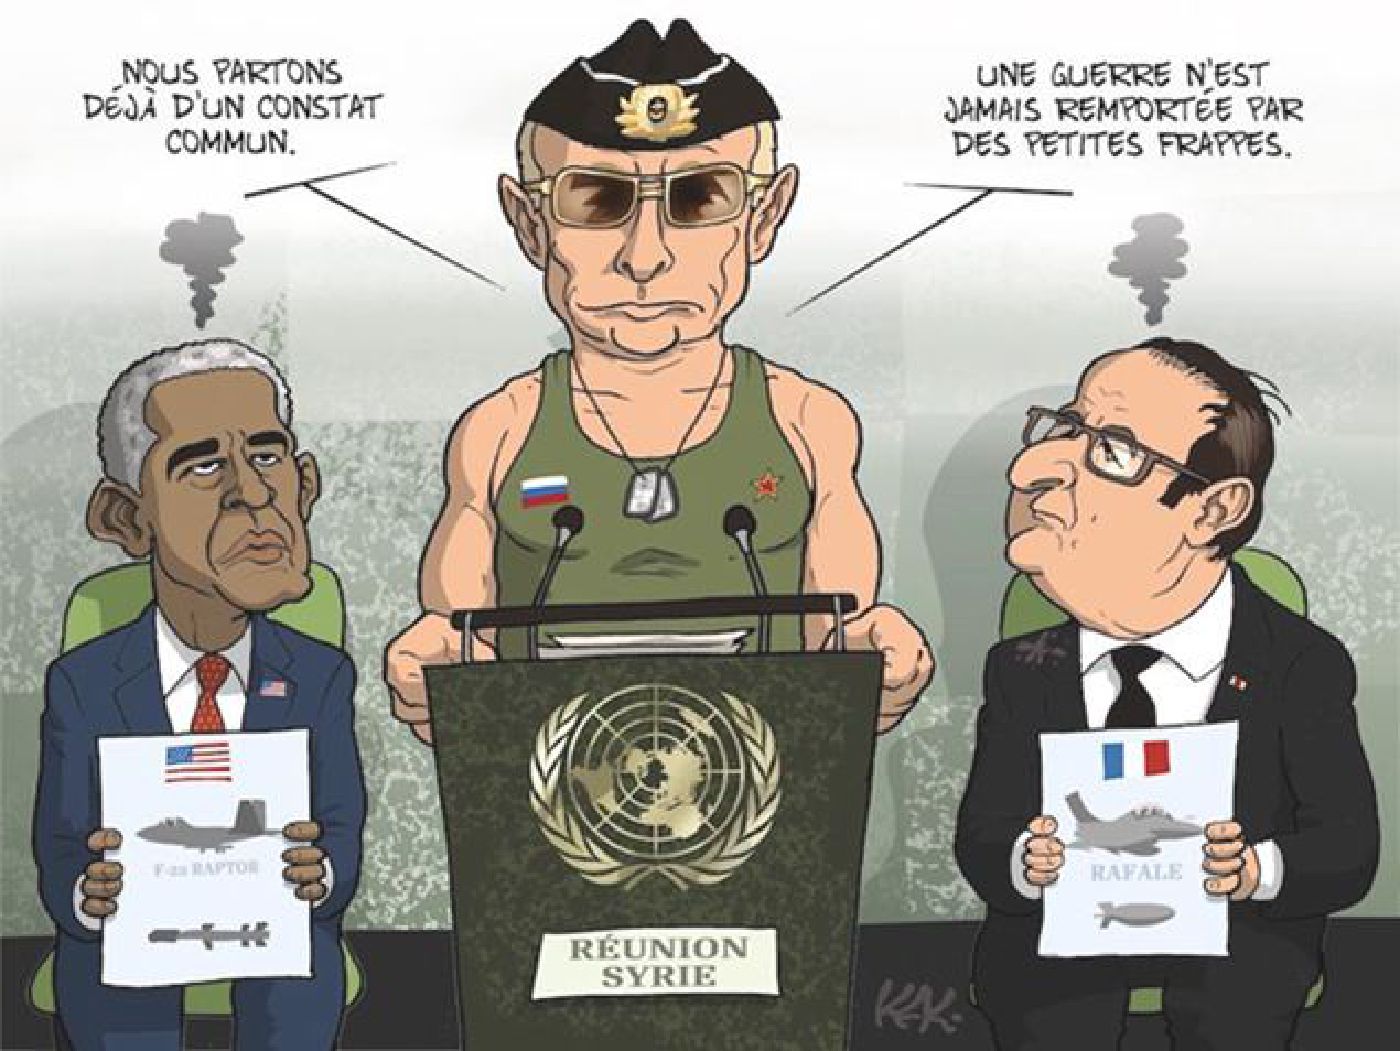 NOUS PARTONS
DÉJÀ D'UN CONSTAT
COMMUN.
UNE GUERRE N'EST
JAMAIS REMPORTÉE PAR
DES PETITES FRAPPES.
F-22 RAPTOR
RAFALE
RÉUNION
SYRIE
KAK.